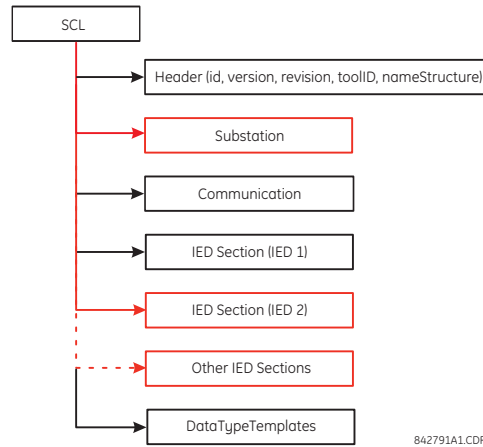 SCL
Header (id, version, revision, toolID, nameStructure)
Substation
Communication
IED Section (IED 1)
IED Section (IED 2)
Other IED Sections
DataTypeTemplates
842791A1.CDR